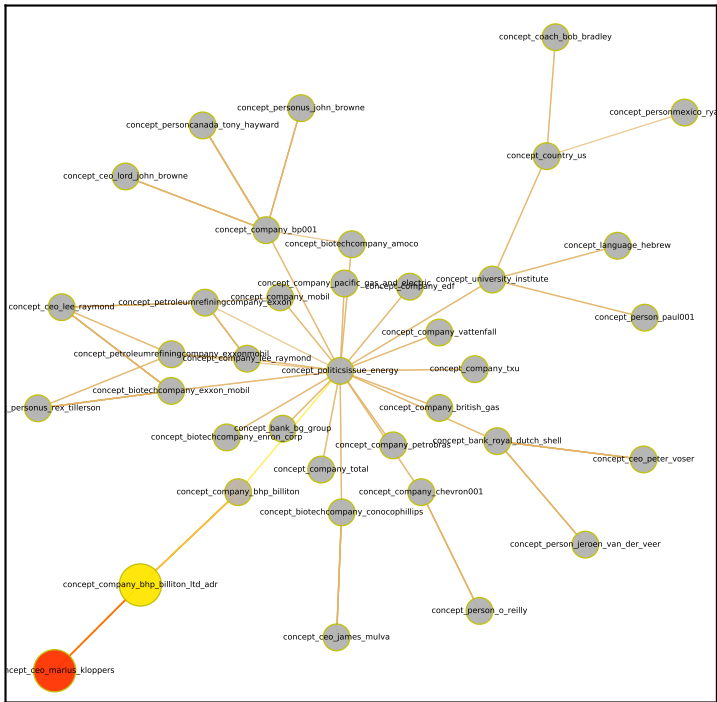 concept_coach_bob_bradley
concept_personus_john_browne
concept_personmexico_rya
concept_personcanada_tony_hayward
concept_country_us
concept_ceo_lord_john_browne
concept_company_bp001
concept_biotechcompany_amoco
concept_language_hebrew
concept_company_pacific_gas_and_electric
concept_university_institute
concept_company_edf
concept_company_mobil
concept_petroleumrefiningcompany_exxon
concept_ceo_lee_raymond
concept_person_paul001
concept_company_vattenfall
concept_petroleumrefiningcompany_exxonmobil
concept_company_lee_raymond
concept_politicsissue_energy
concept_company_txu
concept_biotechcompany_exxon_mobil
_personus_rex_tillerson
concept_company_british_gas
concept_bank_bg_group
concept_biotechcompany_enron_corp
concept_company_petrobras
concept_bank_royal_dutch_shell
concept_ceo_peter_voser
concept_company_total
concept_company_bhp_billiton
concept_company_chevron001
concept_biotechcompany_conocophillips
concept_person_jeroen_van_der_veer
concept_company_bhp_billiton_ltd_adr
concept_person_o_reilly
concept_ceo_james_mulva
ncept_ceo_marius_kloppers